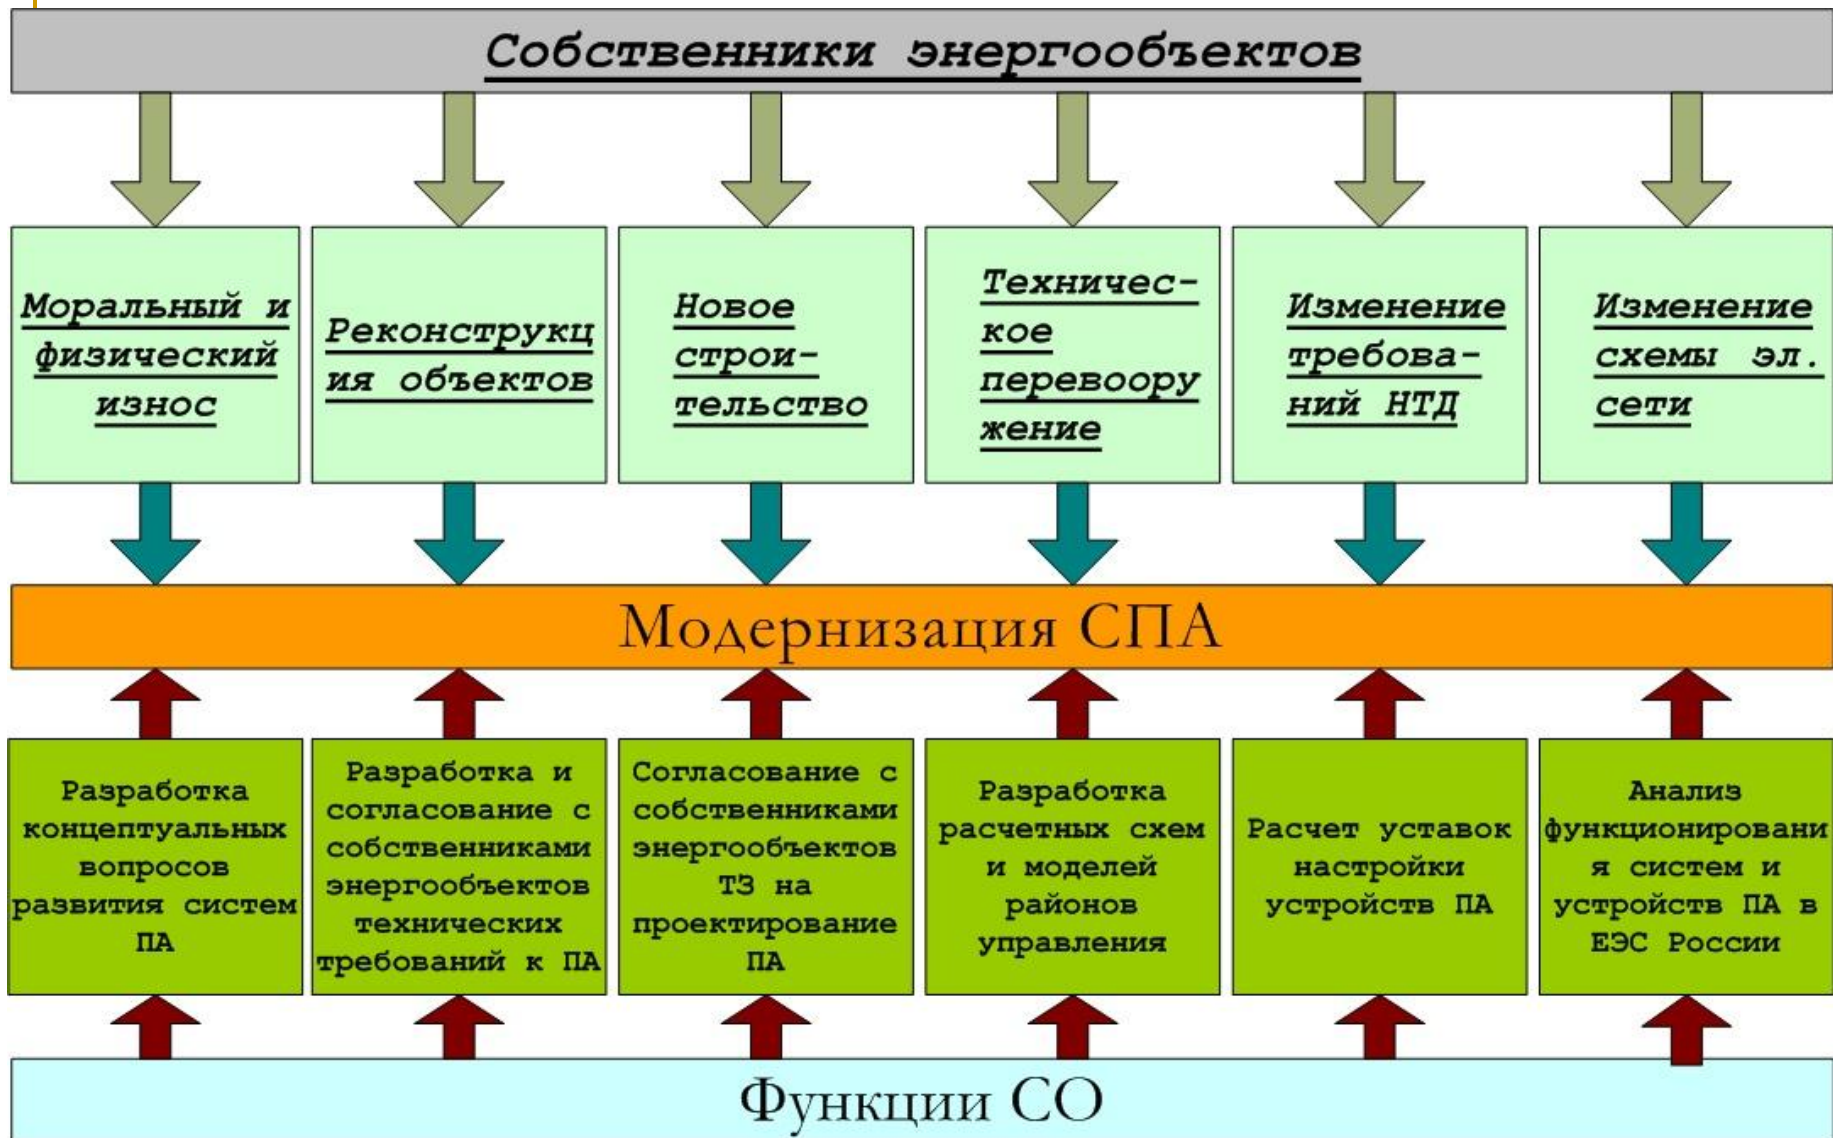 Собственники энергообъектов
Моральный и
физический
износ
Реконструкц
ия объектов
Новое
строи-
тельство
Техничес-
кое
перевоору
жение
Изменение
требова-
ний НТД
Изменение
схемы эл.
сети
Модернизация СПА
Разработка
концептуальных
вопросов
развития систем
ПА
Разработка и
согласование с
собственниками
энергообъектов
технических
требований к ПА
Согласование с
собственниками
энергообъектов
ТЗ на
проектирование
ПА
Разработка
расчетных схем
и моделей
районов
управления
Расчет уставок
настройки
устройств ПА
Анализ
функционировани
я систем и
устройств ПА в
ЕЭС России
Функции СО